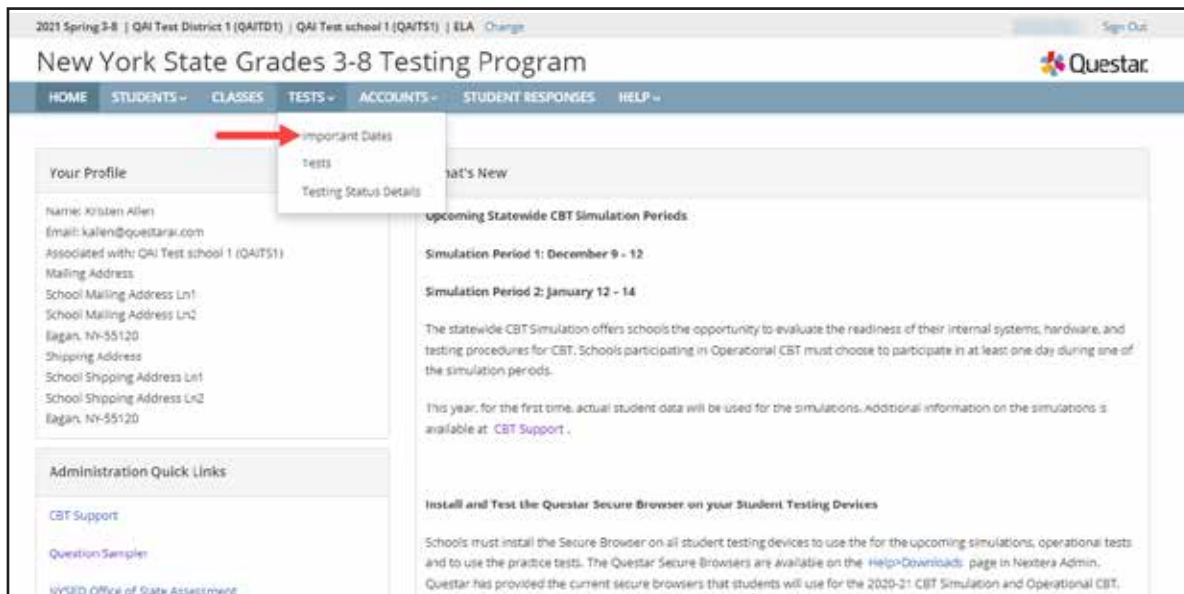 2021 Spring 3-8 | QAI Test District 1 (QAITD1) | QAI Test school 1 (QAITS1) | ELA Change
Sign Out
New York State Grades 3-8 Testing Program
Questar
HOME STUDENTS CLASSES TESTS ACCOUNTS STUDENT RESPONSES HELP
Important Dates
Tests
Testing Status Details
Your Profile
Name: Kristen Allen
Email: kallen@questarai.com
Associated with: QAI Test school 1 (QAITS1)
Mailing Address
School Mailing Address Ln1
School Mailing Address Ln2
Eagan, NY-55120
Shipping Address
School Shipping Address Ln1
School Shipping Address Ln2
Eagan, NY-55120
Administration Quick Links
CBT Support
Question Sampler
NYSED Office of State Assessment
hat's New
Upcoming Statewide CBT Simulation Periods
Simulation Period 1: December 9 - 12
Simulation Period 2: January 12 - 14
The statewide CBT Simulation offers schools the opportunity to evaluate the readiness of their internal systems, hardware, and
testing procedures for CBT. Schools participating in Operational CBT must choose to participate in at least one day during one of
the simulation periods.
This year, for the first time, actual student data will be used for the simulations. Additional information on the simulations is
available at CBT Support .
Install and Test the Questar Secure Browser on your Student Testing Devices
Schools must install the Secure Browser on all student testing devices to use the for the upcoming simulations, operational tests
and to use the practice tests. The Questar Secure Browsers are available on the Help>Downloads page in Nextera Admin.
Questar has provided the current secure browsers that students will use for the 2020-21 CBT Simulation and Operational CBT.